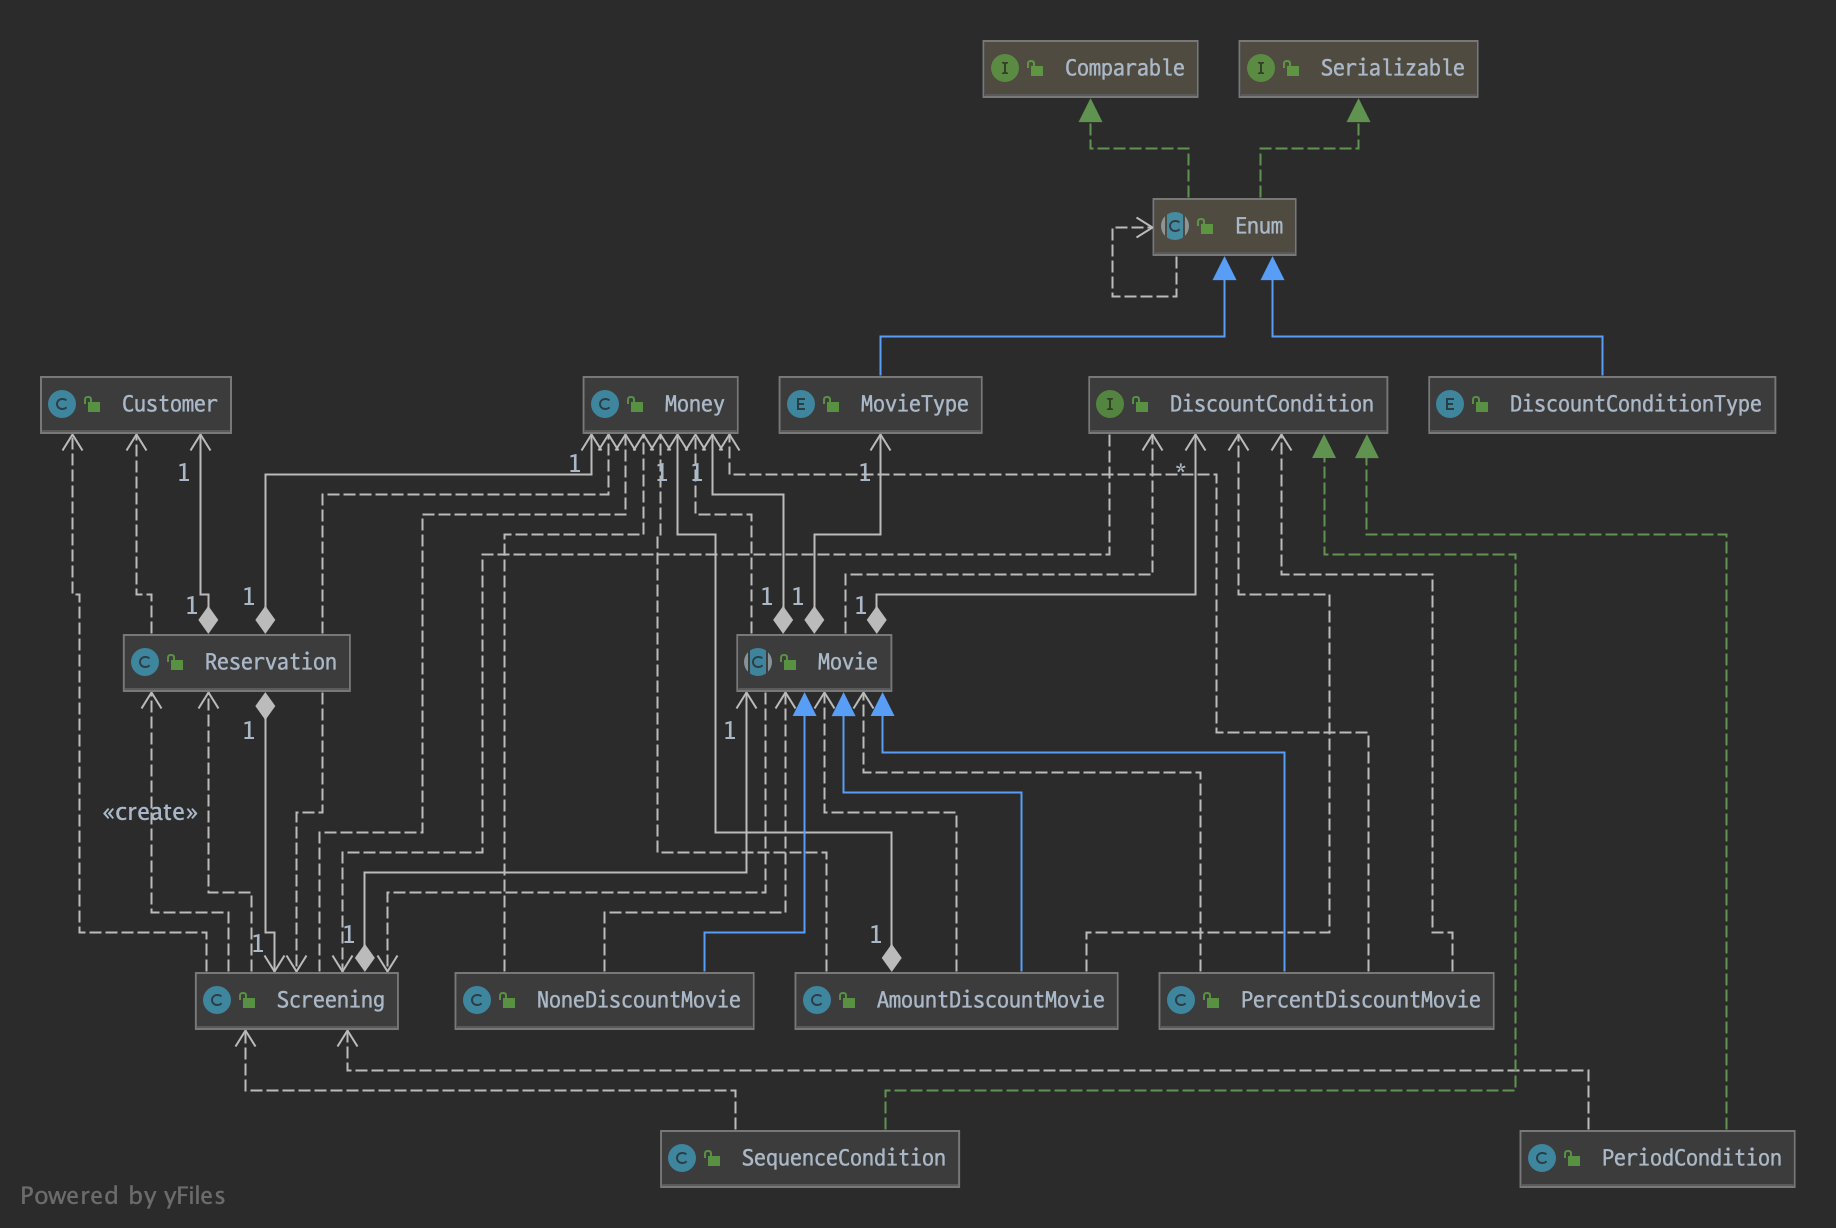 I Comparable
I Serializable
C Enum
C Customer
C Money
E MovieType
I DiscountCondition
E DiscountConditionType
1
1
1
1
1
*
1
1
1
1
1
C Reservation
C Movie
1
1
«create»
1
1
1
C Screening
C NoneDiscountMovie
C AmountDiscountMovie
C PercentDiscountMovie
C SequenceCondition
C PeriodCondition
Powered by yFiles